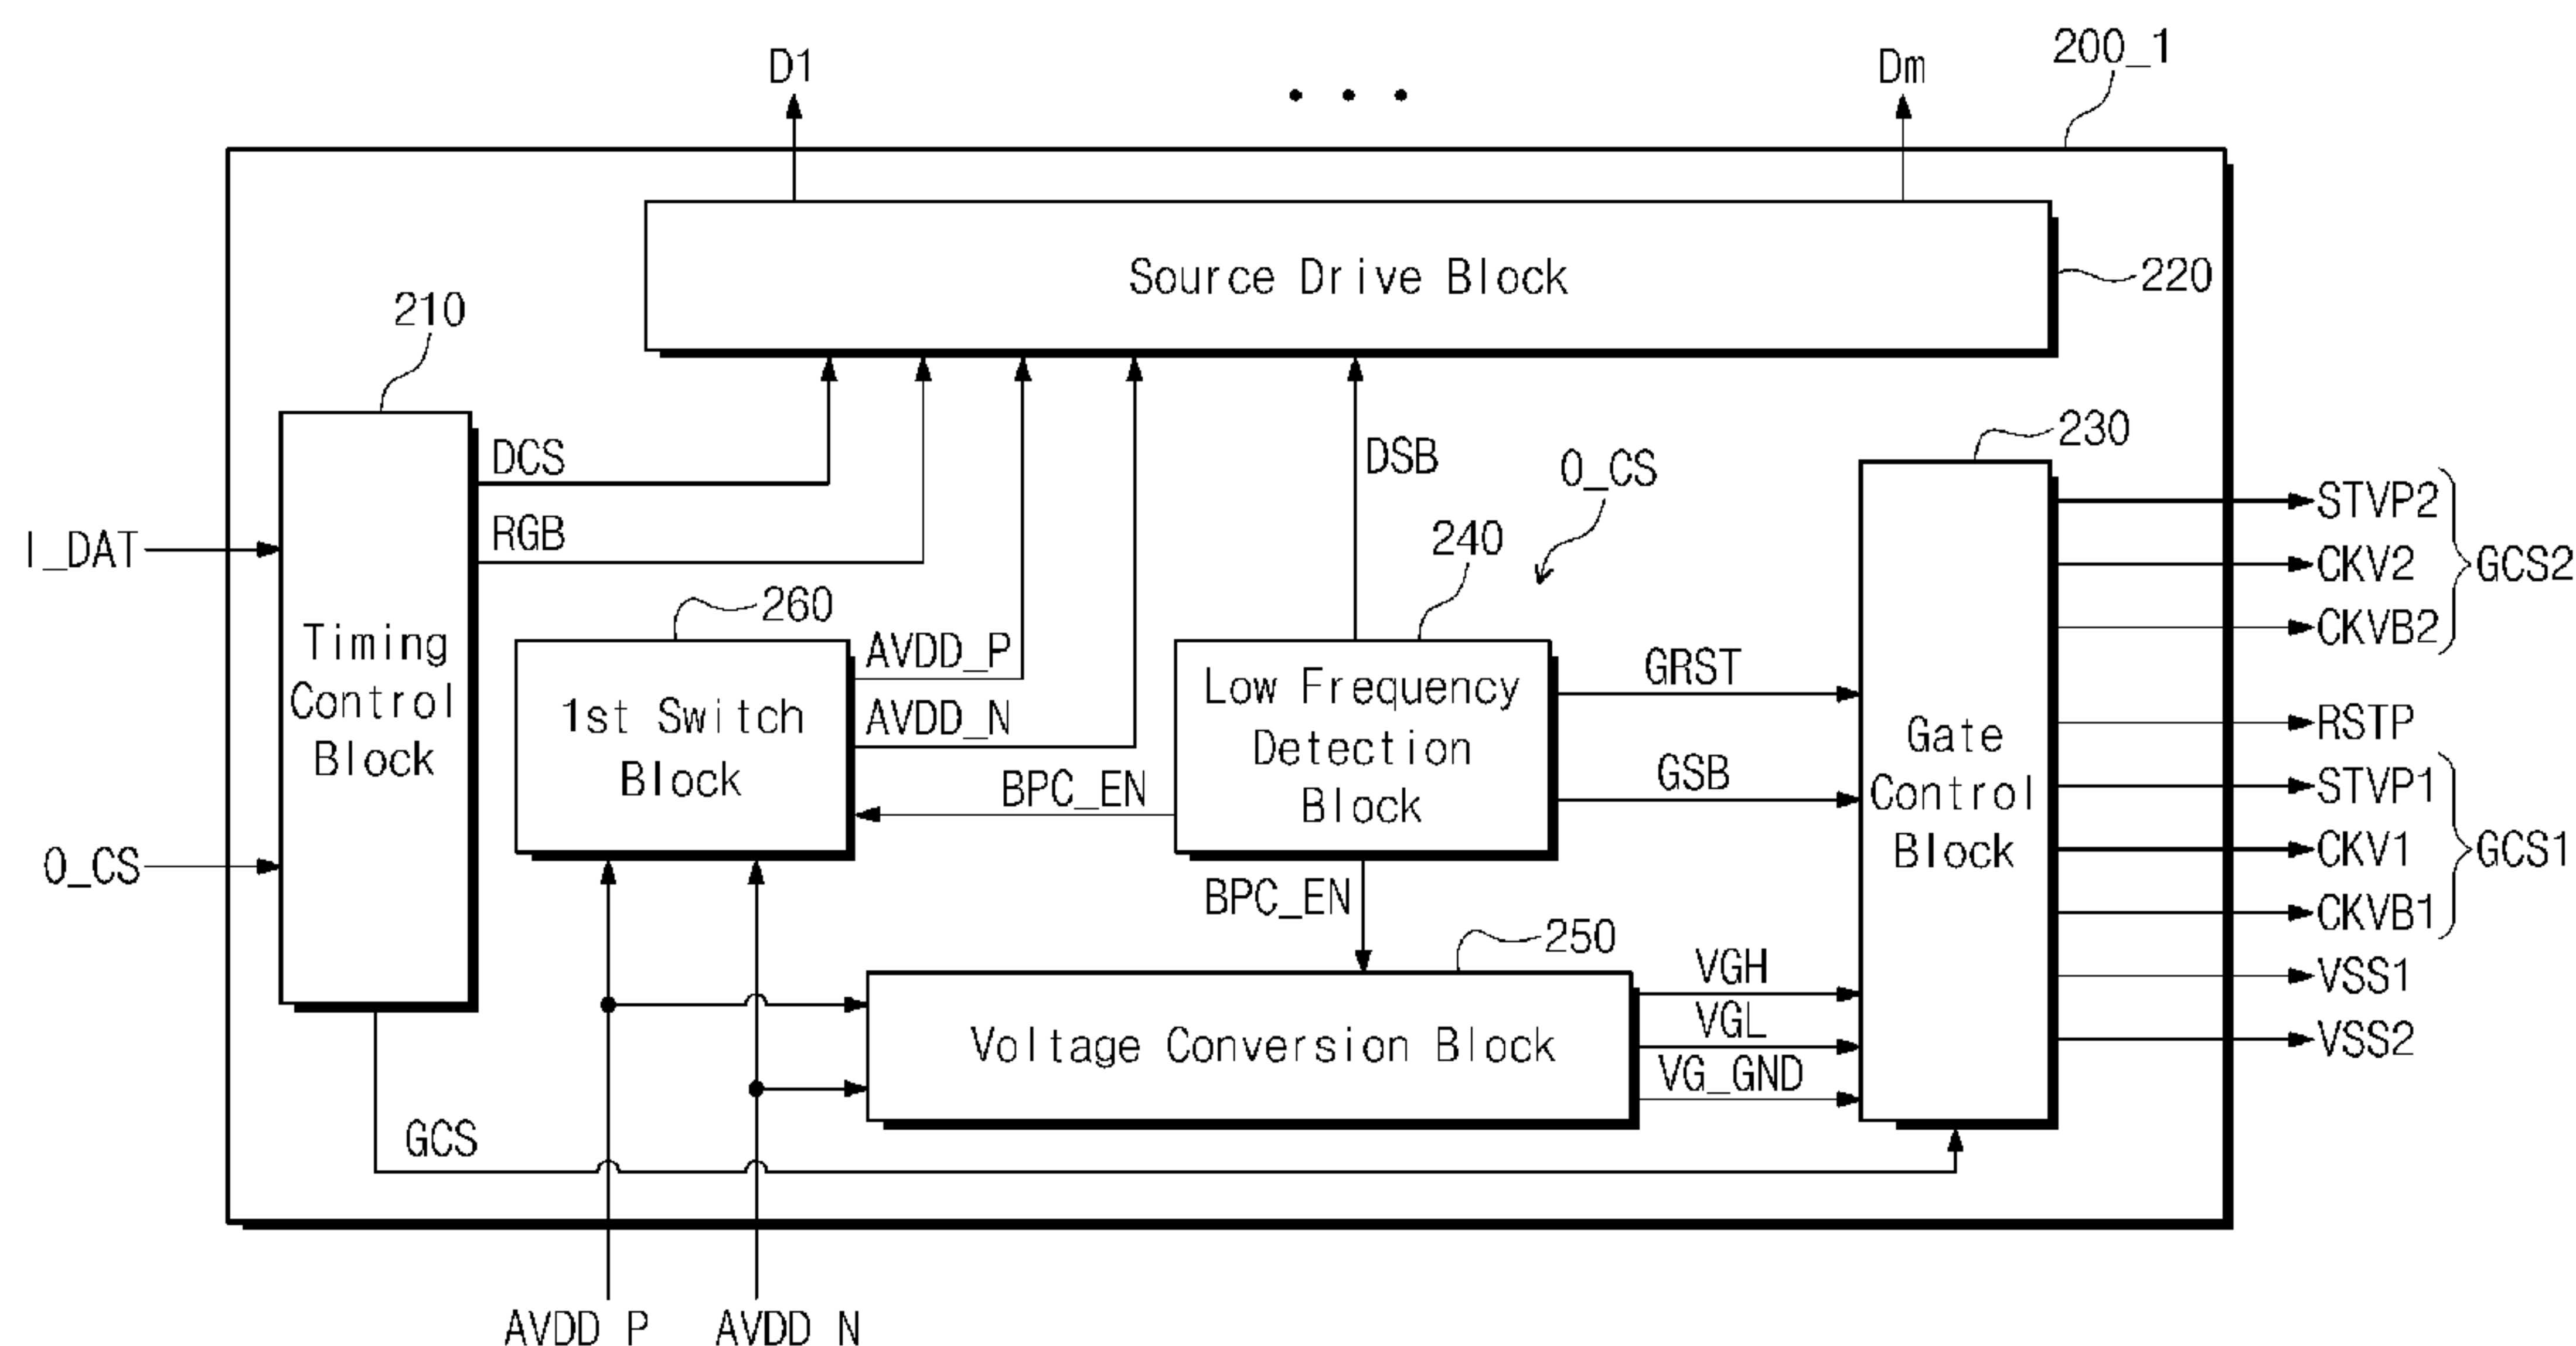 D1
Dm
200_1
Source Drive Block
220
210
DCS
DSB
O_CS
230
STVP2
RGB
I_DAT
240
CKV2
GCS2
260
CKVB2
Timing
Control
Block
AVDD_P
Low Frequency
Detection
Block
GRST
1st Switch
Block
AVDD_N
RSTP
Gate
Control
Block
BPC_EN
GSB
STVP1
O_CS
CKV1
GCS1
BPC_EN
CKVB1
250
VGH
VSS1
VGL
Voltage Conversion Block
VSS2
VG_GND
GCS
AVDD P
AVDD N